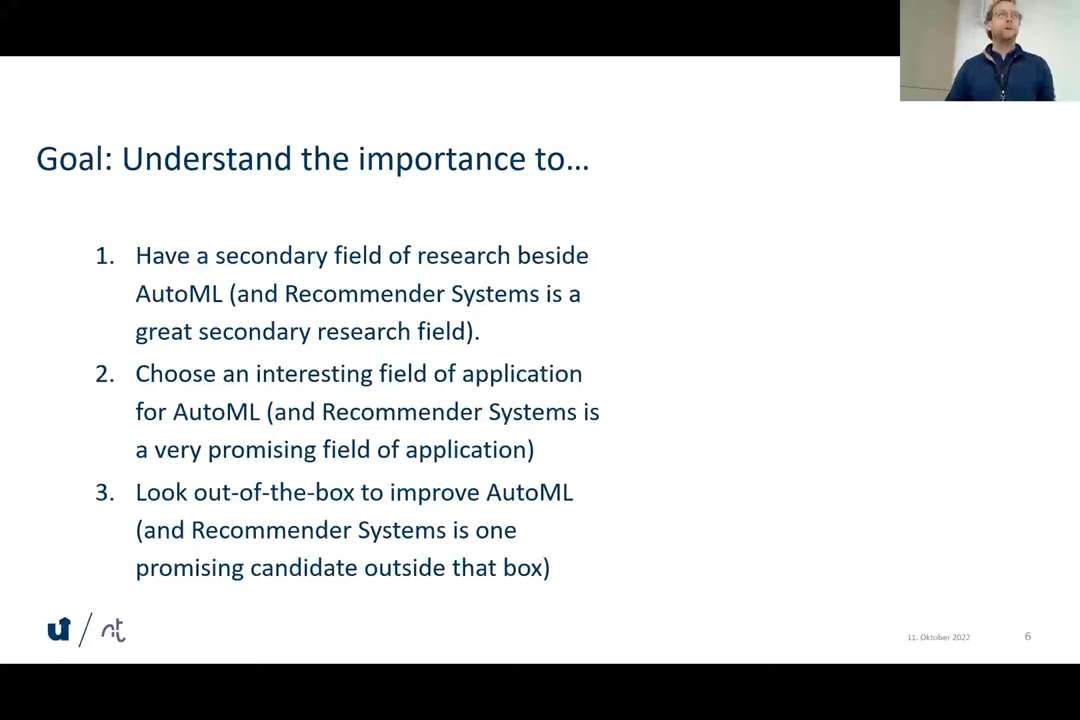 Goal: Understand the importance to…
1. Have a secondary field of research beside
AutoML (and Recommender Systems is a
great secondary research field).
2. Choose an interesting field of application
for AutoML (and Recommender Systems is
a very promising field of application)
3. Look out-of-the-box to improve AutoML
(and Recommender Systems is one
promising candidate outside that box)
11. Oktober 2022
6